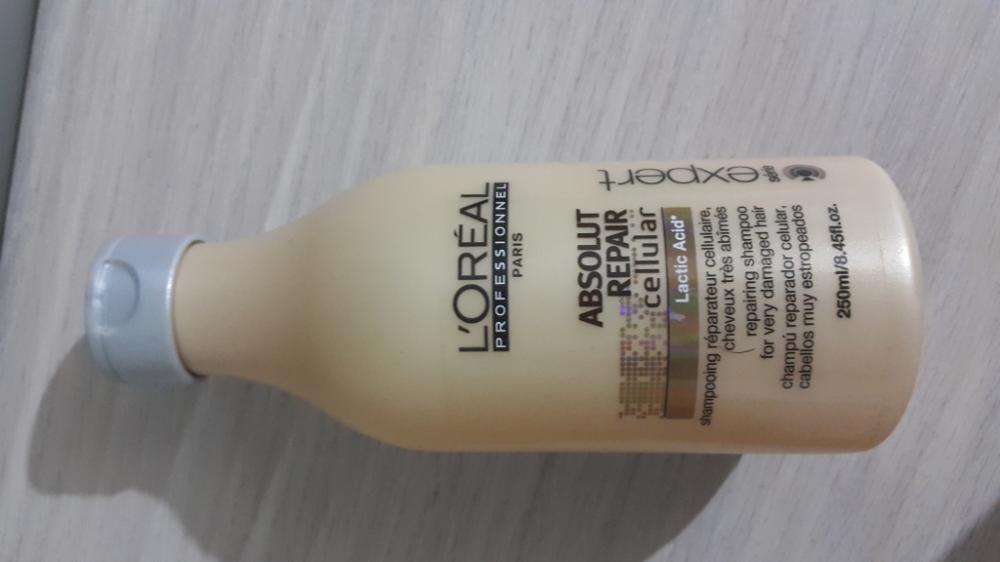 L'ORÉAL
PROFESSIONNEL
PARIS
ABSOLUT
REPAIR
cellular
Lactic Acid*
shampooing réparateur cellulaire,
cheveux très abîmés
repairing shampoo
for very damaged hair
champú reparador celular,
cabellos muy estropeados
250ml/8.45fl.oz.
série
expert